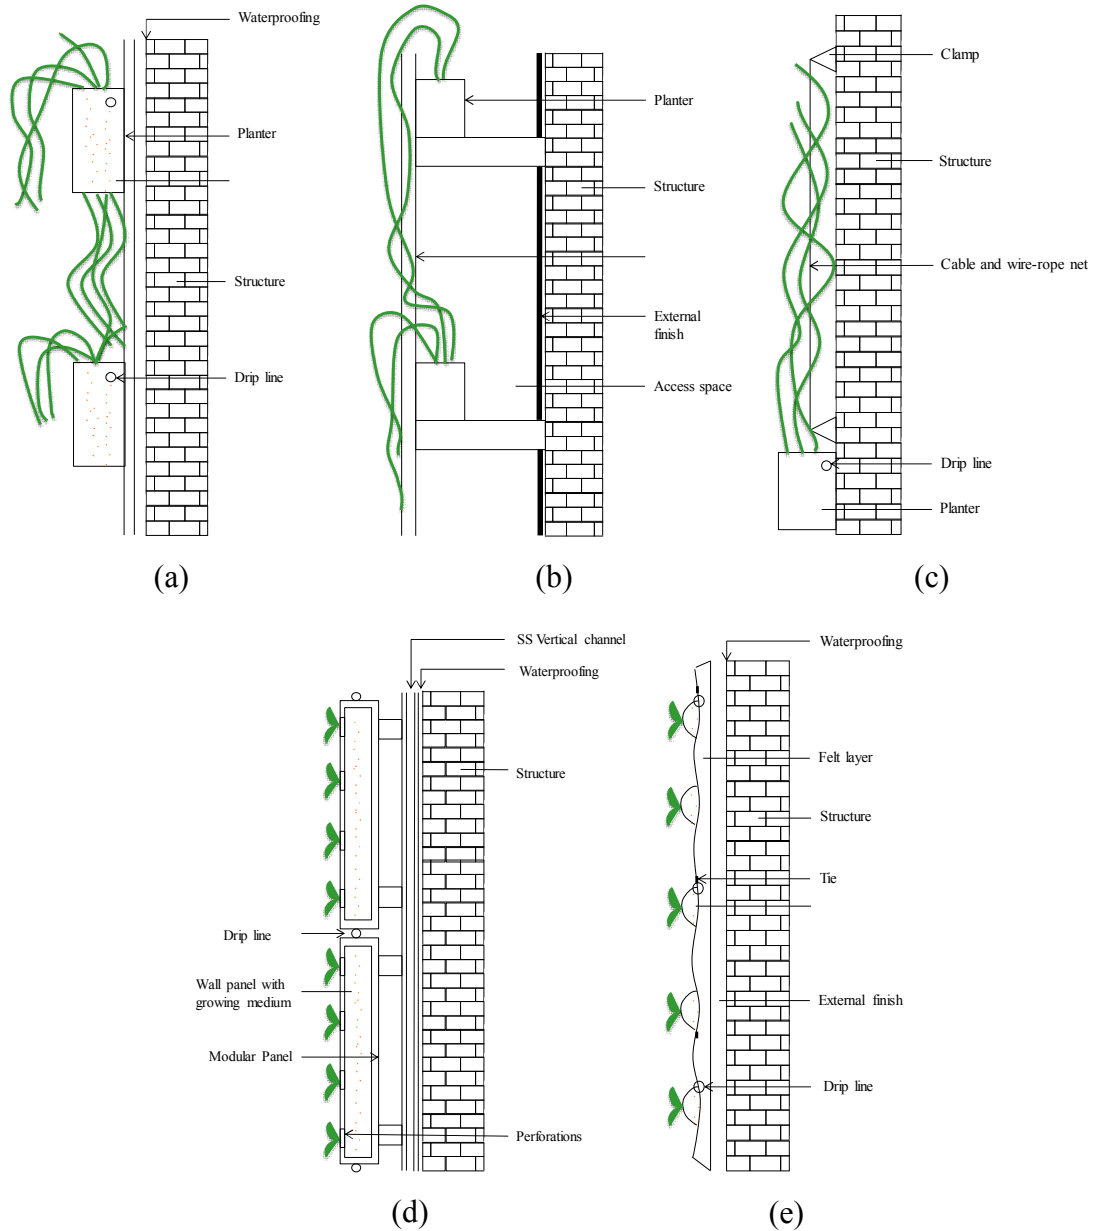 Waterproofing
Planter
Structure
Drip line
(a)
Planter
Structure
External
finish
Access space
(b)
Clamp
Structure
Cable and wire-rope net
Drip line
Planter
(c)
SS Vertical channel
Waterproofing
Structure
Drip line
Wall panel with
growing medium
Modular Panel
Perforations
(d)
Waterproofing
Felt layer
Structure
Tie
External finish
Drip line
(e)